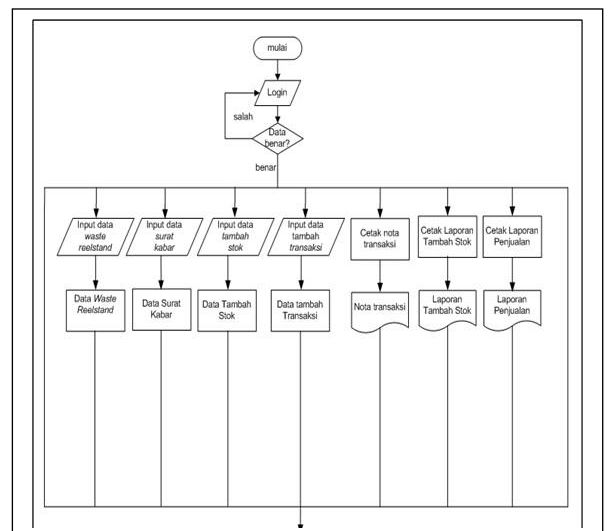 mulai
Login
salah
Data
benar?
benar
Input data
waste
reelstand
Input data
surat
kabar
Input data
tambah
stok
Input data
tambah
transaksi
Cetak nota
transaksi
Cetak Laporan
Tambah Stok
Cetak Laporan
Penjualan
Data Waste
Reelstand
Data Surat
Kabar
Data Tambah
Stok
Data tambah
Transaksi
Nota transaksi
Laporan
Tambah Stok
Laporan
Penjualan